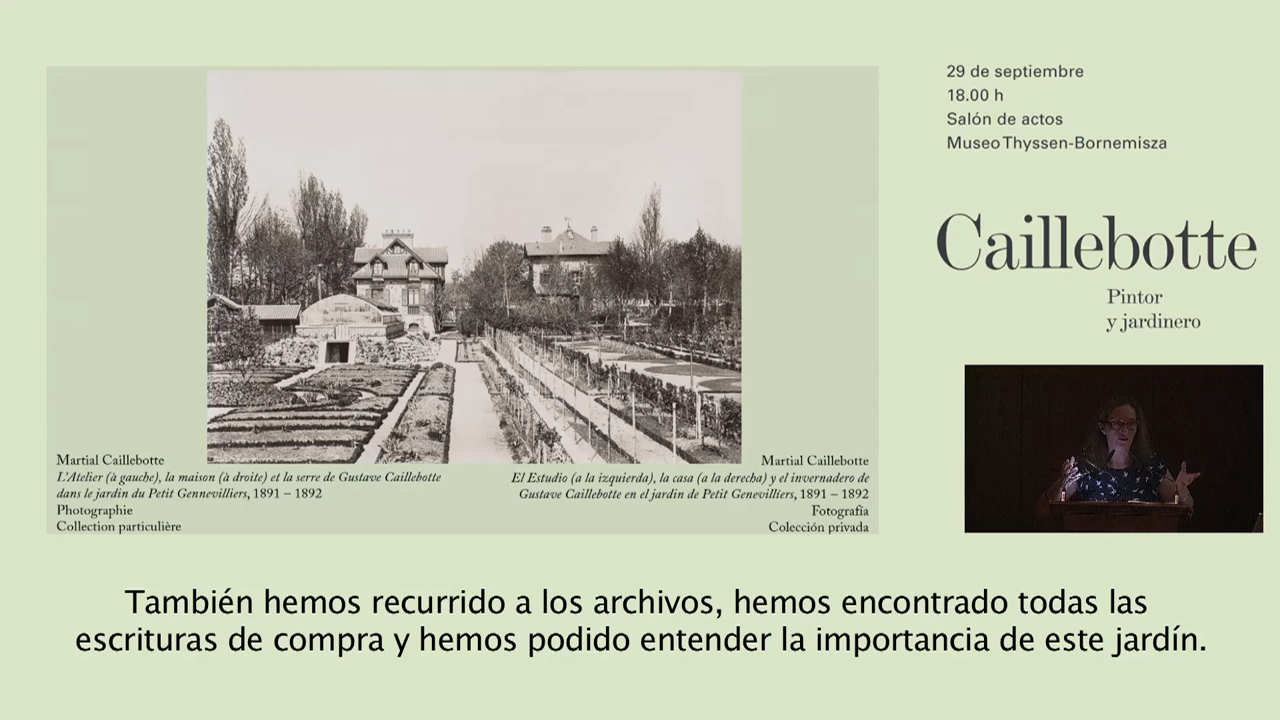 29 de septiembre
18.00 h
Salón de actos
Museo Thyssen-Bornemisza
Caillebotte
Pintor
y jardinero
Martial Caillebotte
L'Atelier (à gauche), la maison (à droite) et la serre de Gustave Caillebotte
dans le jardin du Petit Gennevilliers, 1891 – 1892
Photographie
Collection particulière
Martial Caillebotte
El Estudio (a la izquierda), la casa (a la derecha) y el invernadero de
Gustave Caillebotte en el jardin de Petit Genevilliers, 1891 – 1892
Fotografía
Colección privada
También hemos recurrido a los archivos, hemos encontrado todas las
escrituras de compra y hemos podido entender la importancia de este jardín.